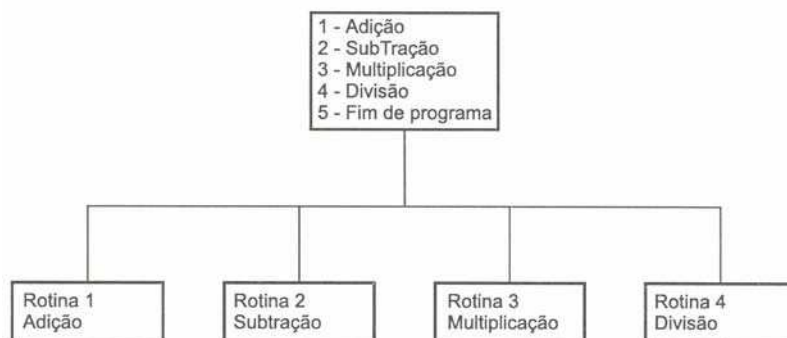 1 - Adição
2 - SubTração
3 - Multiplicação
4 - Divisão
5 - Fim de programa
Rotina 1
Adição
Rotina 2
Subtração
Rotina 3
Multiplicação
Rotina 4
Divisão